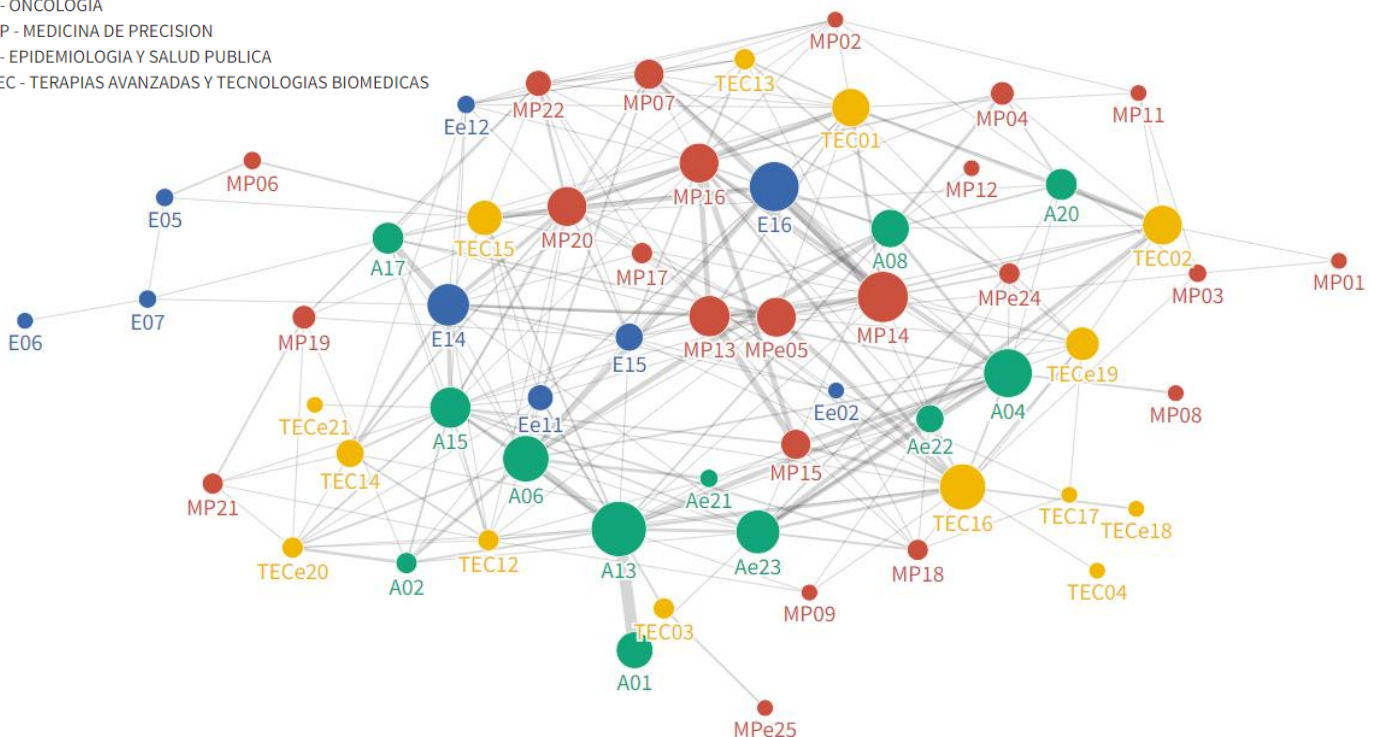 - ONCOLOGIA
P - MEDICINA DE PRECISION
- EPIDEMIOLOGIA Y SALUD PUBLICA
EC - TERAPIAS AVANZADAS Y TECNOLOGIAS BIOMEDICAS
MP02
TEC13
MP07
MP22
MP04
MP11
Ee12
TEC01
MP06
MP12
MP16
E05
A20
E16
MP20
TEC15
TEC02
A08
A17
MP17
MP01
MP03
MPe24
E07
MP14
E14
E06
MP19
MP13
MPe05
E15
TECe19
Ee02
A04
MP08
Ee11
TECe21
A15
Ae22
MP15
TEC14
A06
Ae21
MP21
TEC16
TEC17
TECe18
TECe20
TEC12
A13
Ae23
MP18
A02
TEC04
MP09
TEC03
A01
MPe25